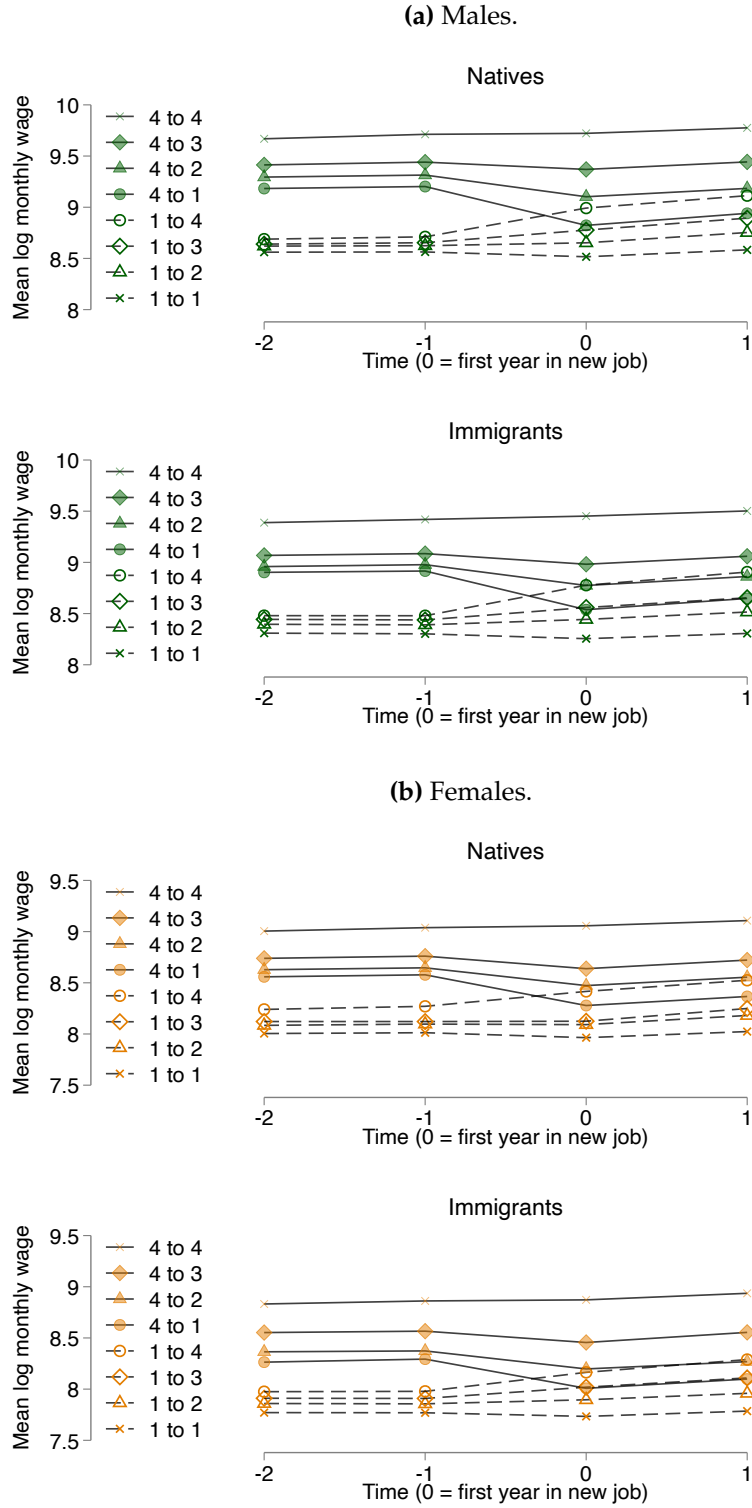 (a) Males.
Natives
Mean log monthly wage
10
9.5
9
8.5
8
4 to 4
4 to 3
4 to 2
4 to 1
1 to 4
1 to 3
1 to 2
1 to 1
-2 -1 0 1
Time (0 = first year in new job)
Immigrants
Mean log monthly wage
10
9.5
9
8.5
8
4 to 4
4 to 3
4 to 2
4 to 1
1 to 4
1 to 3
1 to 2
1 to 1
-2 -1 0 1
Time (0 = first year in new job)
(b) Females.
Natives
Mean log monthly wage
9.5
9
8.5
8
7.5
4 to 4
4 to 3
4 to 2
4 to 1
1 to 4
1 to 3
1 to 2
1 to 1
-2 -1 0 1
Time (0 = first year in new job)
Immigrants
Mean log monthly wage
9.5
9
8.5
8
7.5
4 to 4
4 to 3
4 to 2
4 to 1
1 to 4
1 to 3
1 to 2
1 to 1
-2 -1 0 1
Time (0 = first year in new job)